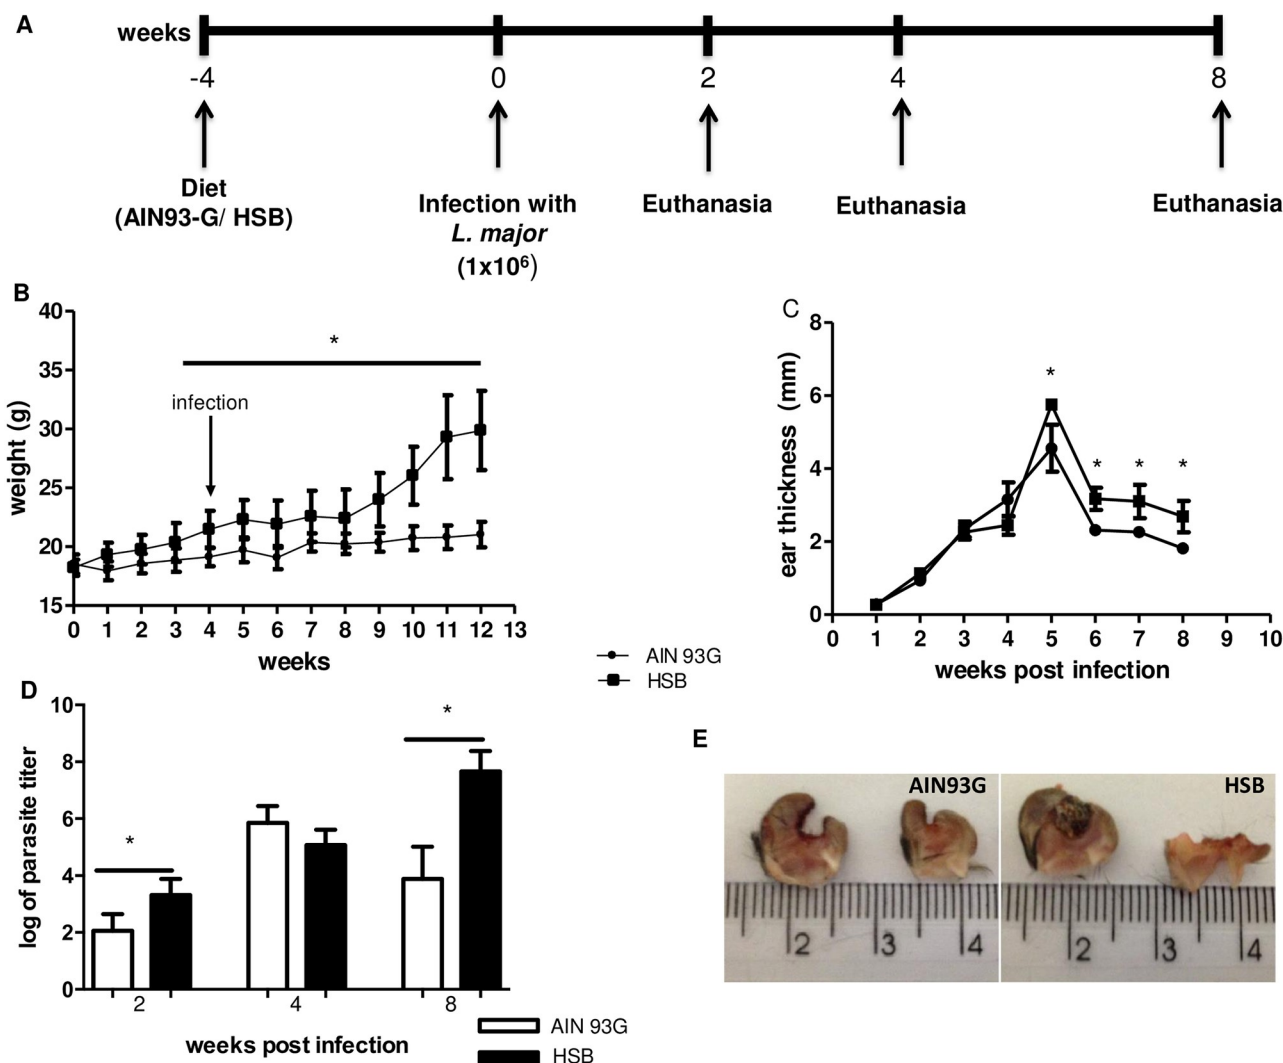 A
weeks
-4 0 2 4 8
Diet
(AIN93-G/ HSB)
Infection with
L. major
(1x10⁶)
Euthanasia
Euthanasia
Euthanasia
B
40
35
30
25
20
15
weight (g)
*
infection
0 1 2 3 4 5 6 7 8 9 10 11 12 13
weeks
C
8
6
4
2
0
ear thickness (mm)
*
* * *
0 1 2 3 4 5 6 7 8 9 10
weeks post infection
AIN 93G
HSB
D
10
8
6
4
2
0
log of parasite titer
*
*
2 4 8
weeks post infection
AIN 93G
HSB
E
AIN93G
2 3 4
HSB
2 3 4